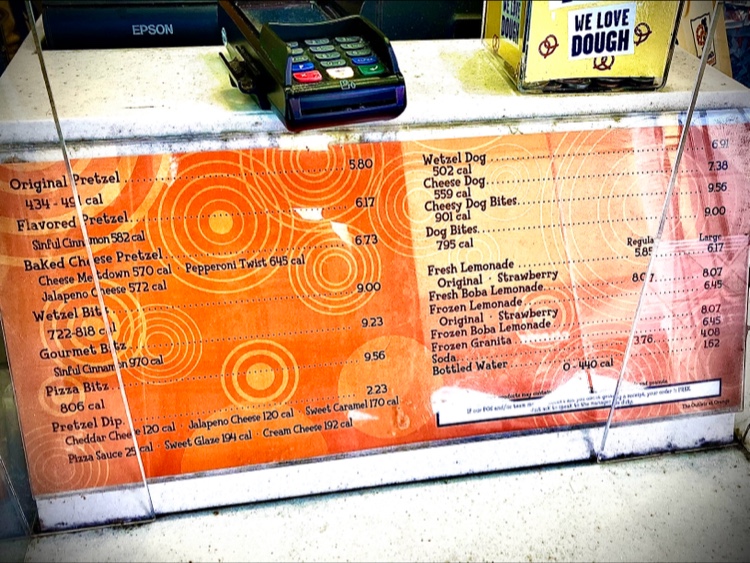 EPSON
WE LOVE
DOUGH
WE LOVE
DOUGH
Original Pretzel 5.80
434 - 491 cal
Flavored Pretzel 6.17
Sinful Cinnamon 582 cal
Baked Cheese Pretzel 6.73
Cheese Meltdown 570 cal · Pepperoni Twist 645 cal
Jalapeno Cheese 572 cal
Wetzel Bitz 9.00
722-818 cal
Gourmet Bitz 9.23
Sinful Cinnamon 970 cal
Pizza Bitz 9.56
806 cal
Pretzel Dip 2.23
Cheddar Cheese 120 cal · Jalapeno Cheese 120 cal · Sweet Caramel 170 cal
Pizza Sauce 25 cal · Sweet Glaze 194 cal · Cream Cheese 192 cal
Wetzel Dog 6.91
502 cal
Cheese Dog 7.38
559 cal
Cheesy Dog Bites 9.56
901 cal
Dog Bites 9.00
795 cal
Regular Large
Fresh Lemonade 5.85 6.17
Original · Strawberry
Fresh Boba Lemonade 8.07 8.07
Frozen Lemonade 6.45
Original · Strawberry
Frozen Boba Lemonade 8.07
Frozen Granita 6.45
Soda 3.76 4.08
Bottled Water 1.62
0-440 cal
products may contain